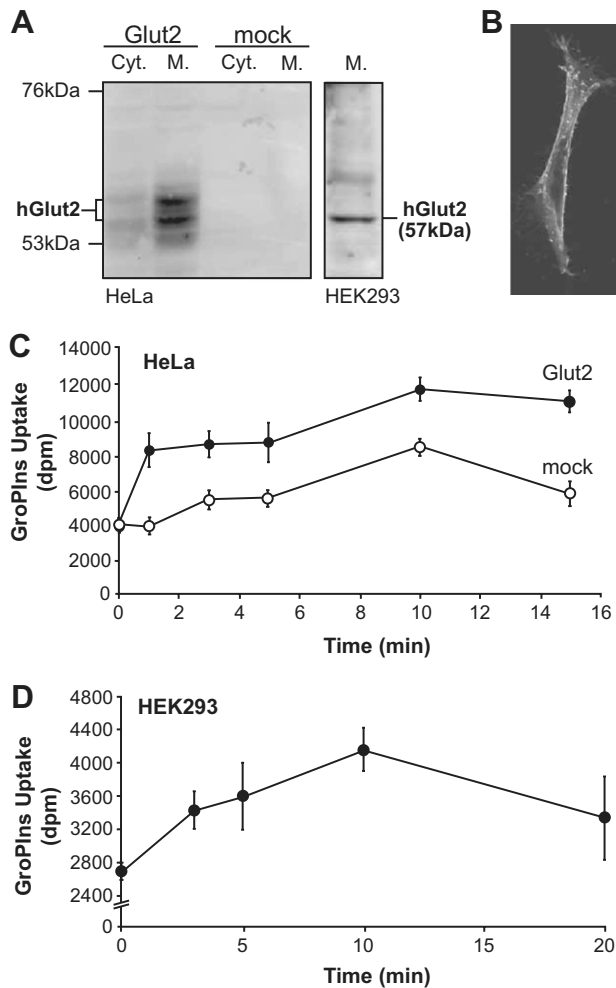 A
Glut2 mock
Cyt. M. Cyt. M. M.
76kDa
hGlut2
53kDa
hGlut2
(57kDa)
HeLa HEK293
B
C
HeLa
GroPIns Uptake
(dpm)
14000
12000
10000
8000
6000
4000
2000
0
Glut2
mock
0 2 4 6 8 10 12 14 16
Time (min)
D
HEK293
GroPIns Uptake
(dpm)
4800
4400
4000
3600
3200
2800
2400
0
0 5 10 15 20
Time (min)